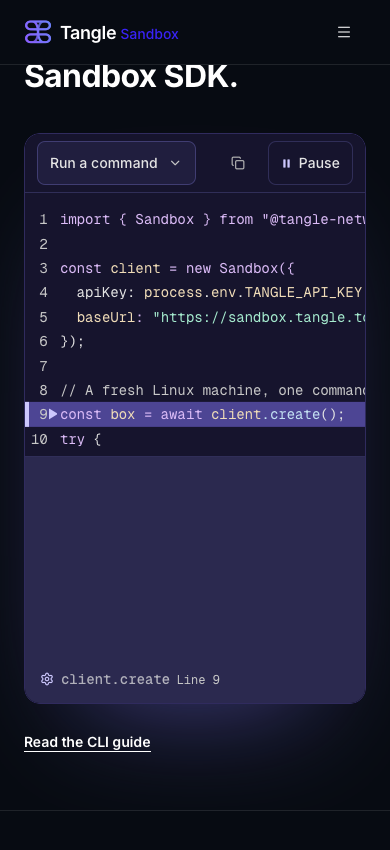 Tangle Sandbox
Sandbox SDK.
Run a command
Pause
1 import { Sandbox } from "@tangle-netw
2
3 const client = new Sandbox({
4 apiKey: process.env.TANGLE_API_KEY
5 baseUrl: "https://sandbox.tangle.to
6 });
7
8 // A fresh Linux machine, one command
9 const box = await client.create();
10 try {
client.create Line 9
Read the CLI guide